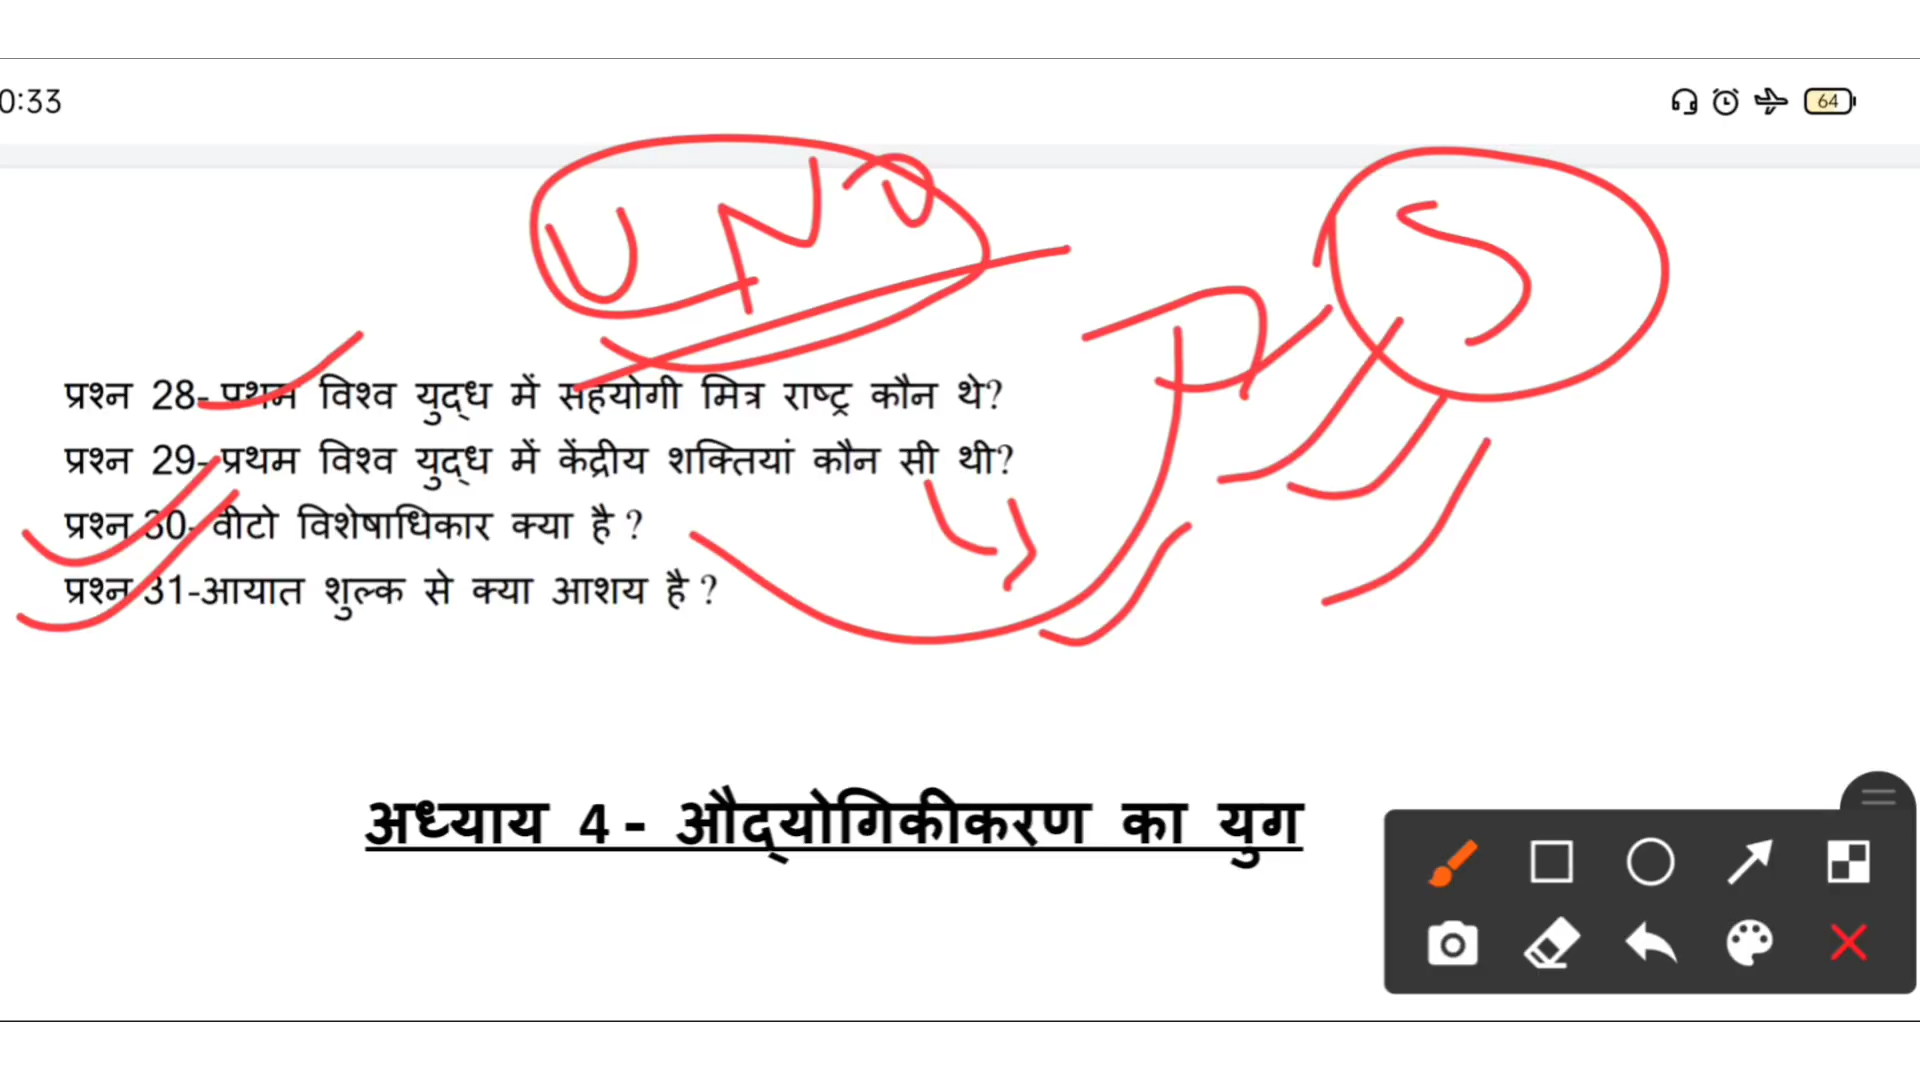 0:33
64
UNO
S
प्रश्न 28- प्रथम विश्व युद्ध में सहयोगी मित्र राष्ट्र कौन थे?
प्रश्न 29- प्रथम विश्व युद्ध में केंद्रीय शक्तियां कौन सी थी?
प्रश्न 30- वीटो विशेषाधिकार क्या है ?
प्रश्न 31-आयात शुल्क से क्या आशय है ?
अध्याय 4- औद्योगिकीकरण का युग